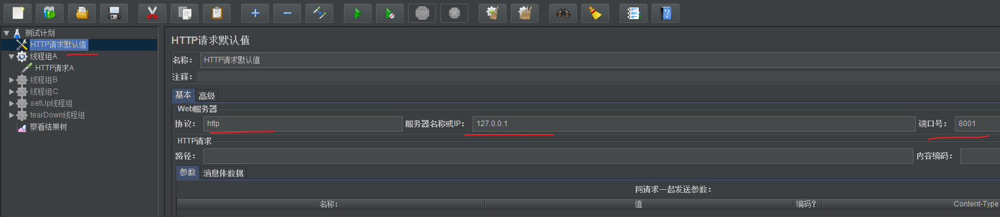 STOP
测试计划
HTTP请求默认值
线程组A
HTTP请求A
线程组B
线程组C
setUp线程组
tearDown线程组
察看结果树
HTTP请求默认值
名称： HTTP请求默认值
注释：
基本 高级
Web服务器
协议： http 服务器名称或IP： 127.0.0.1 端口号： 8001
HTTP请求
路径： 内容编码：
参数 消息体数据
同请求一起发送参数：
名称： 值 编码？ Content-Type